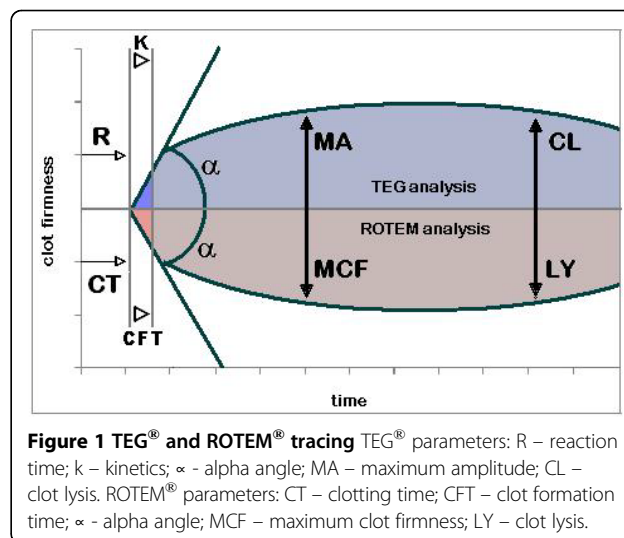 K
R
MA
CL
α
TEG analysis
clot firmness
ROTEM analysis
α
CT
MCF
LY
CFT
time
Figure 1 TEG® and ROTEM® tracing TEG® parameters: R – reaction
time; k – kinetics; ∝ - alpha angle; MA – maximum amplitude; CL –
clot lysis. ROTEM® parameters: CT – clotting time; CFT – clot formation
time; ∝ - alpha angle; MCF – maximum clot firmness; LY – clot lysis.